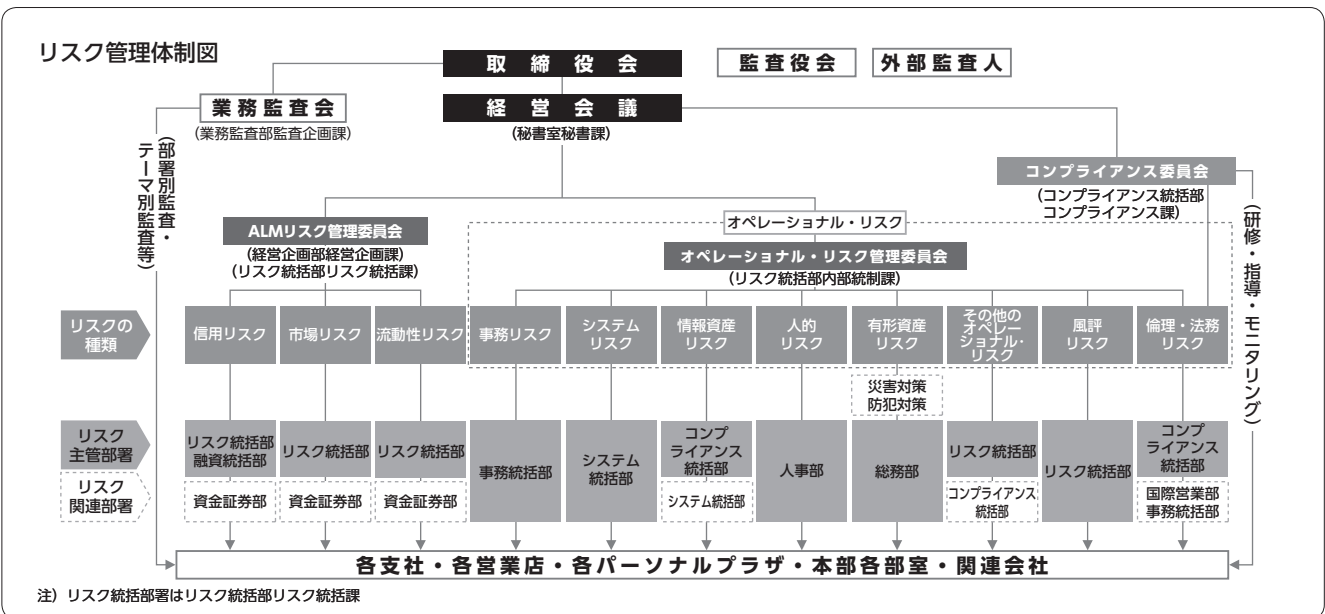 リスク管理体制図
取締役会
監査役会
外部監査人
業務監査会
(業務監査部監査企画課)
経営会議
(秘書室秘書課)
(部署別監査・
テーマ別監査等)
コンプライアンス委員会
(コンプライアンス統括部
コンプライアンス課)
(研修・指導・モニタリング)
オペレーショナル・リスク
ALMリスク管理委員会
(経営企画部経営企画課)
(リスク統括部リスク統括課)
オペレーショナル・リスク管理委員会
(リスク統括部内部統制課)
リスクの
種類
信用リスク
市場リスク
流動性リスク
事務リスク
システム
リスク
情報資産
リスク
人的
リスク
有形資産
リスク
その他の
オペレー
ショナル・
リスク
風評
リスク
倫理・法務
リスク
災害対策
防犯対策
リスク
主管部署
リスク統括部
融資統括部
リスク統括部
リスク統括部
事務統括部
システム
統括部
コンプ
ライアンス
統括部
人事部
総務部
リスク統括部
リスク統括部
コンプ
ライアンス
統括部
リスク
関連部署
資金証券部
資金証券部
資金証券部
システム統括部
コンプライアンス
統括部
国際営業部
事務統括部
各支社・各営業店・各パーソナルプラザ・本部各部室・関連会社
注）リスク統括部署はリスク統括部リスク統括課